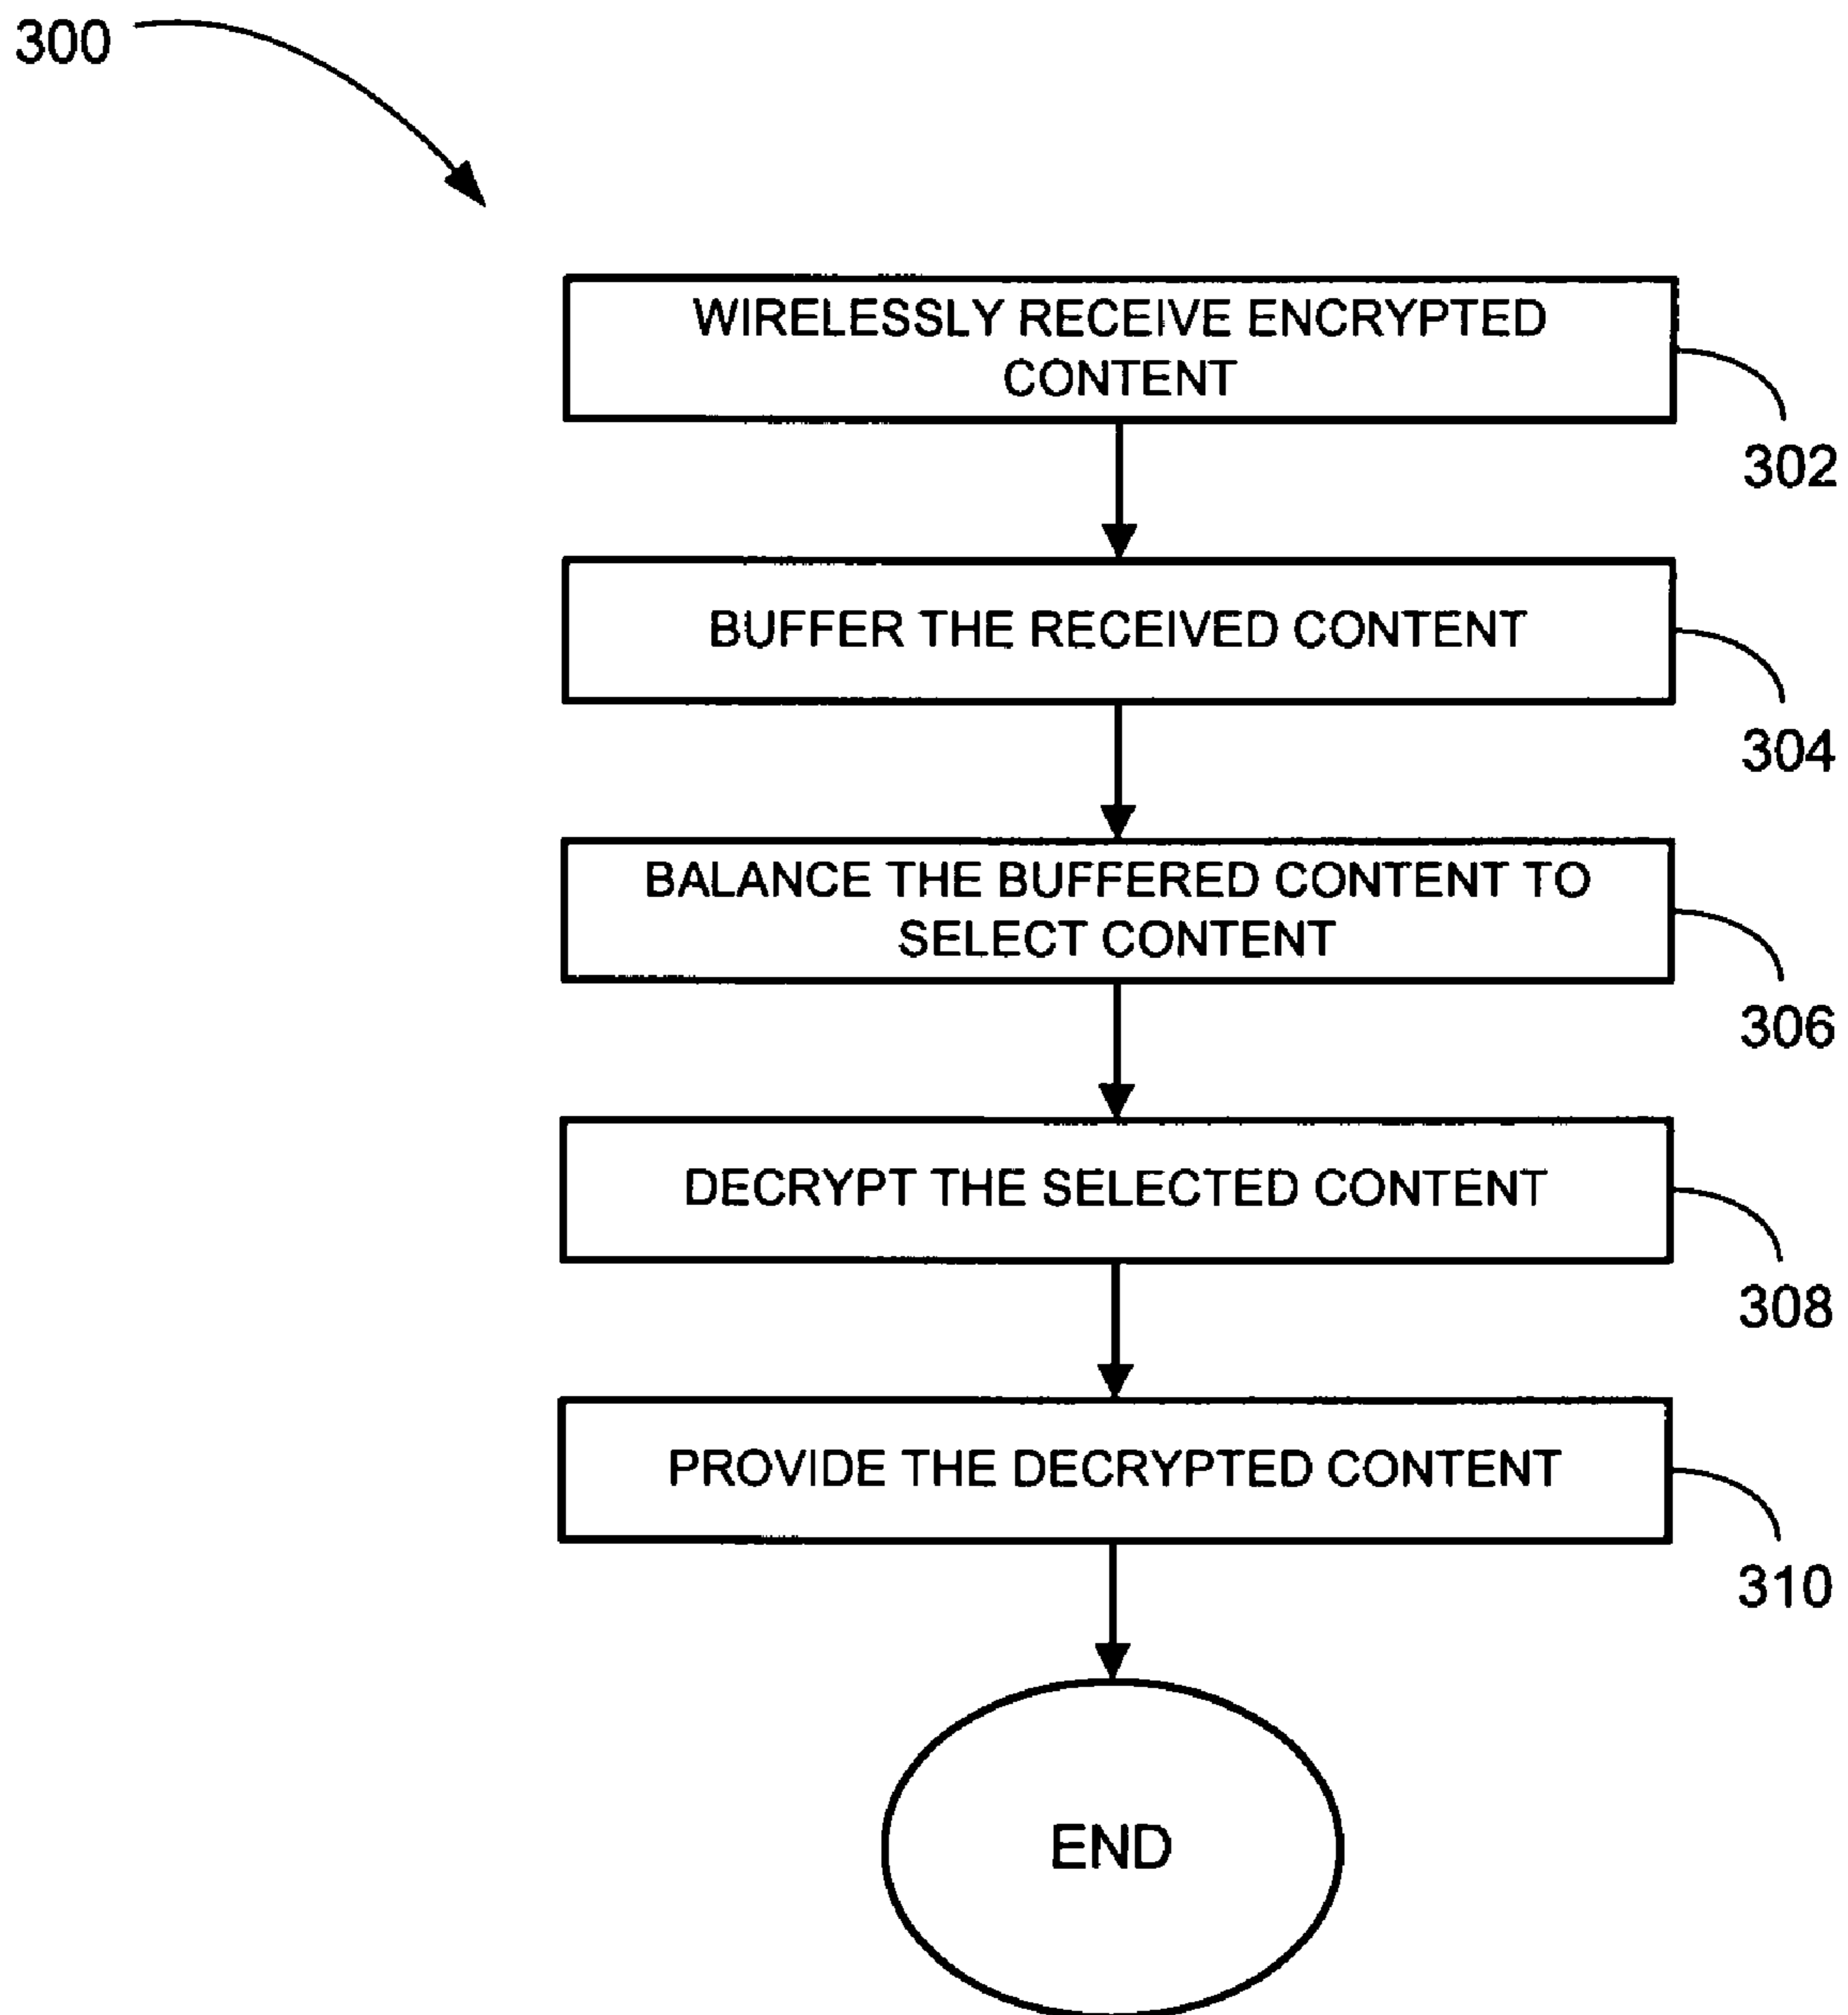 300
WIRELESSLY RECEIVE ENCRYPTED
CONTENT
302
BUFFER THE RECEIVED CONTENT
304
BALANCE THE BUFFERED CONTENT TO
SELECT CONTENT
306
DECRYPT THE SELECTED CONTENT
308
PROVIDE THE DECRYPTED CONTENT
310
END